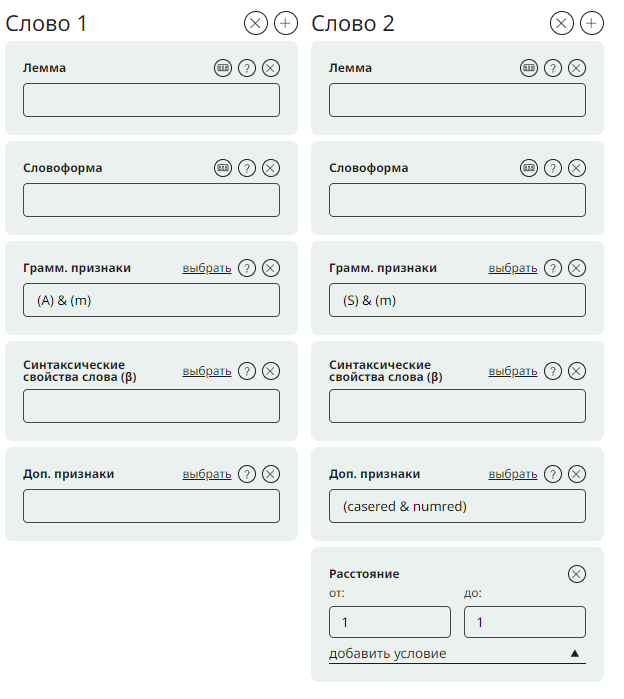 Слово 1
Лемма
?
Словоформа
?
Грамм. признаки выбрать ?
(A) & (m)
Синтаксические
свойства слова (β) выбрать ?
Доп. признаки выбрать ?
Слово 2
Лемма
?
Словоформа
?
Грамм. признаки выбрать ?
(S) & (m)
Синтаксические
свойства слова (β) выбрать ?
Доп. признаки выбрать ?
(casered & numred)
Расстояние
от: до:
1 1
добавить условие